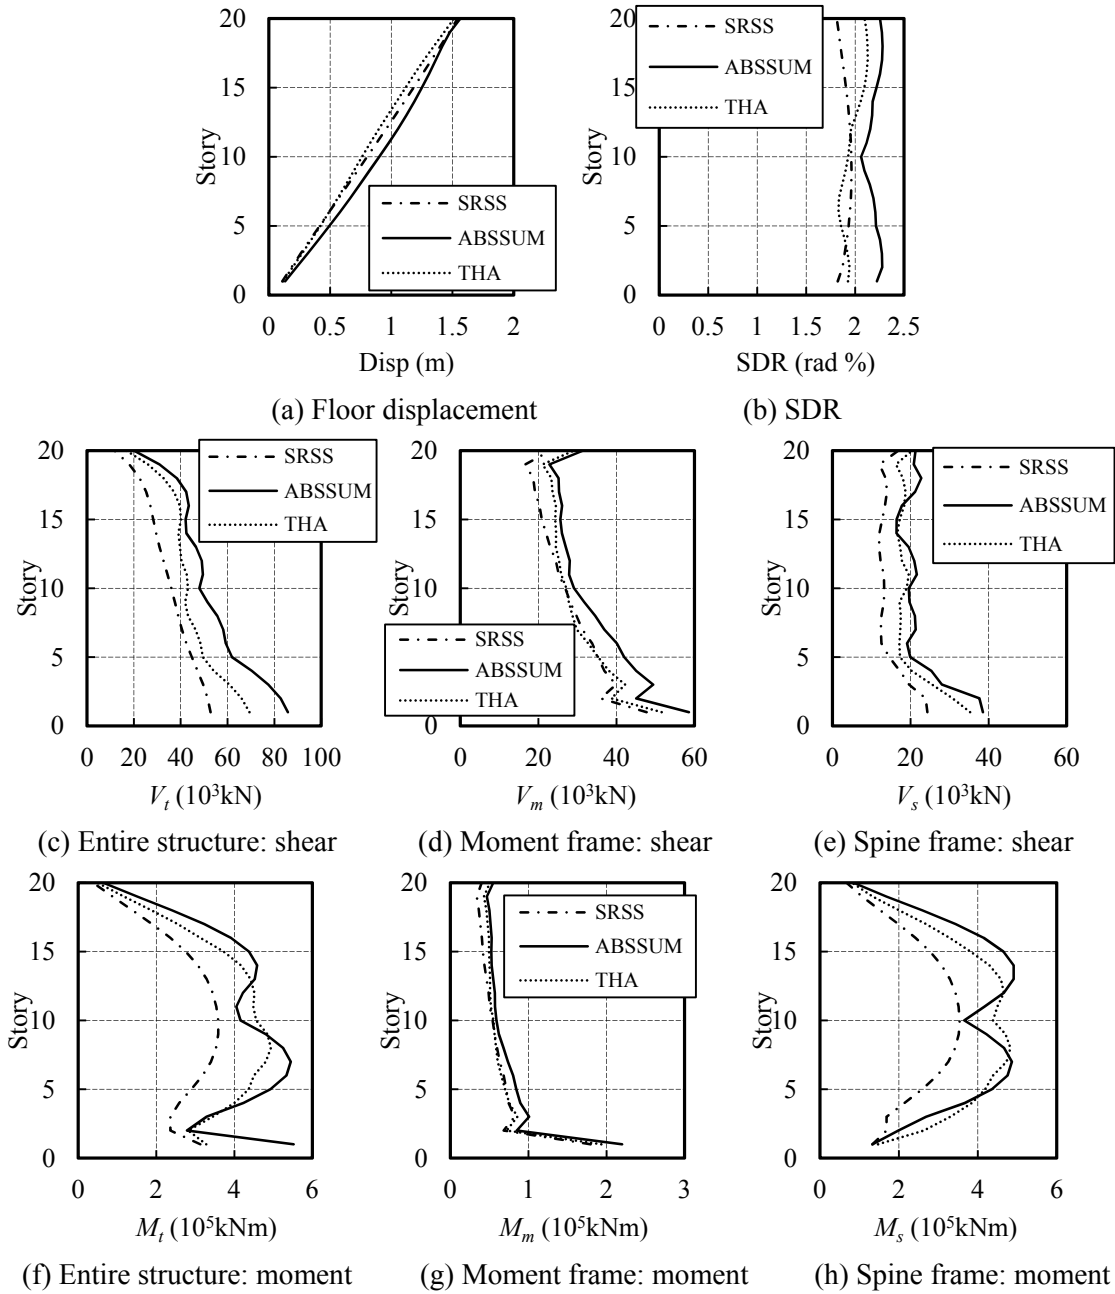 20
15
10
5
0
Story
SRSS
ABSSUM
THA
0 0.5 1 1.5 2
Disp (m)
(a) Floor displacement
20
15
10
5
0
Story
SRSS
ABSSUM
THA
0 0.5 1 1.5 2 2.5
SDR (rad %)
(b) SDR
20
15
10
5
0
Story
SRSS
ABSSUM
THA
0 20 40 60 80 100
Vt (10³kN)
(c) Entire structure: shear
20
15
10
5
0
Story
SRSS
ABSSUM
THA
0 20 40 60
Vm (10³kN)
(d) Moment frame: shear
20
15
10
5
0
Story
SRSS
ABSSUM
THA
0 20 40 60
Vs (10³kN)
(e) Spine frame: shear
20
15
10
5
0
Story
0 2 4 6
Mt (10⁵kNm)
(f) Entire structure: moment
20
15
10
5
0
Story
SRSS
ABSSUM
THA
0 1 2 3
Mm (10⁵kNm)
(g) Moment frame: moment
20
15
10
5
0
Story
0 2 4 6
Ms (10⁵kNm)
(h) Spine frame: moment